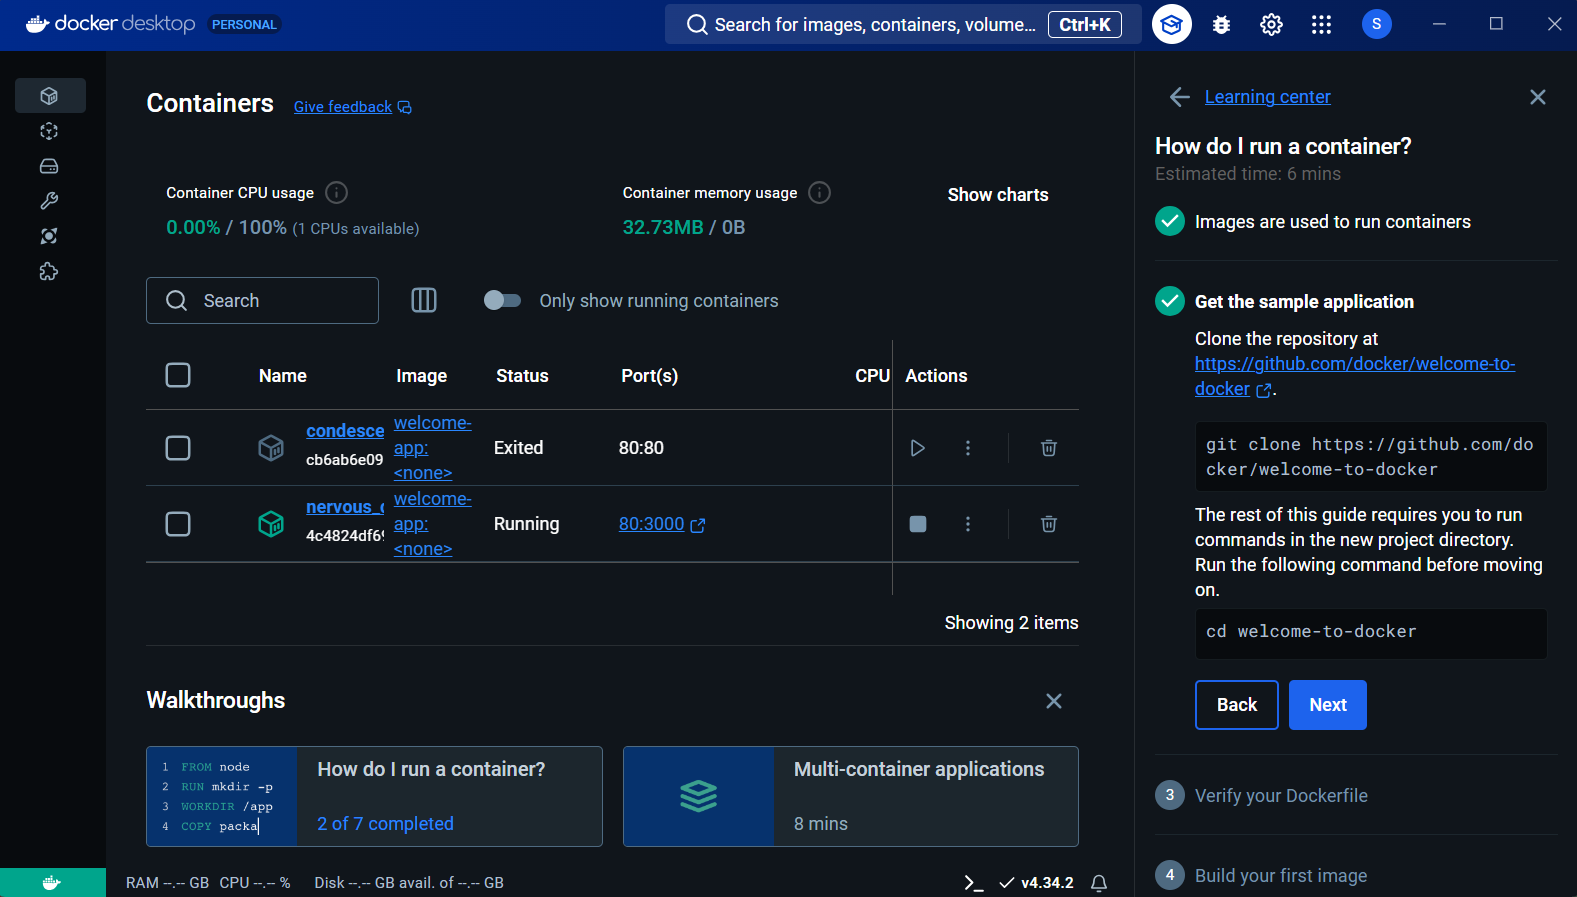 docker desktop PERSONAL
Search for images, containers, volume... Ctrl+K
S
Containers Give feedback
Container CPU usage
0.00% / 100% (1 CPUs available)
Container memory usage
32.73MB / 0B
Show charts
Search
Only show running containers
Name Image Status Port(s) CPU Actions
condesce
cb6ab6e09
welcome-
app:
<none>
Exited
80:80
nervous_
4c4824df6
welcome-
app:
<none>
Running
80:3000
Showing 2 items
Walkthroughs
1 FROM node
2 RUN mkdir -p
3 WORKDIR /app
4 COPY packa
How do I run a container?
2 of 7 completed
Multi-container applications
8 mins
Learning center
How do I run a container?
Estimated time: 6 mins
Images are used to run containers
Get the sample application
Clone the repository at
https://github.com/docker/welcome-to-
docker .
git clone https://github.com/do
cker/welcome-to-docker
The rest of this guide requires you to run
commands in the new project directory.
Run the following command before moving
on.
cd welcome-to-docker
Back Next
3 Verify your Dockerfile
4 Build your first image
RAM --.-- GB CPU --.-- % Disk --.-- GB avail. of --.-- GB
v4.34.2